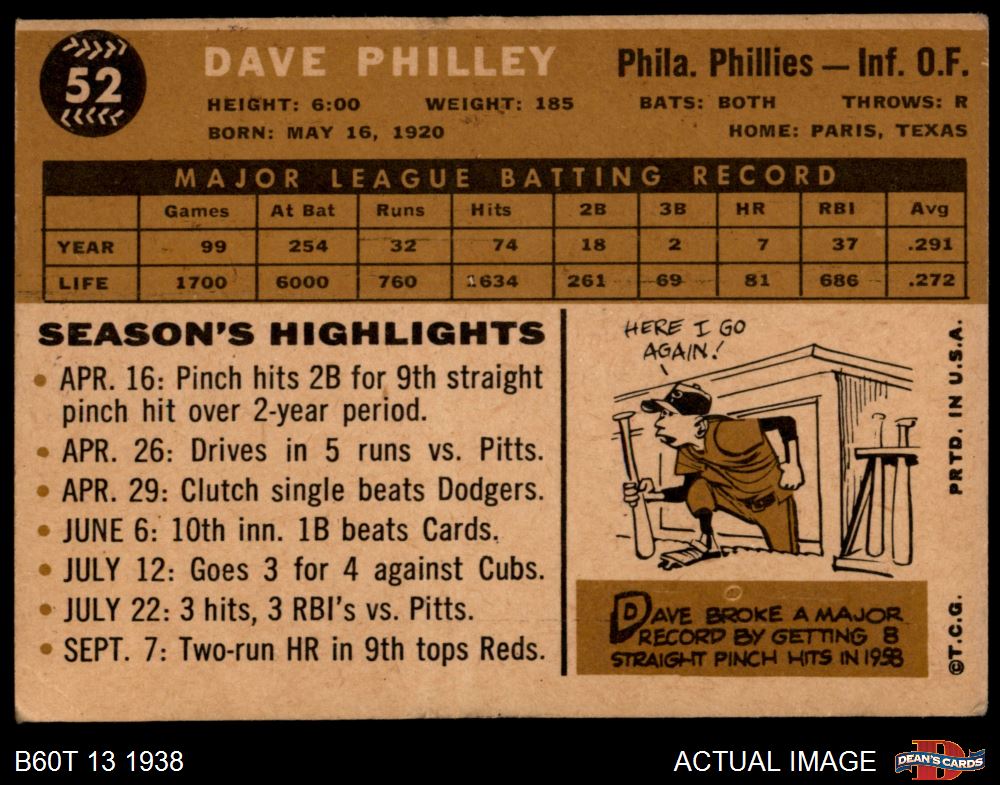 52
DAVE PHILLEY
Phila. Phillies — Inf. O.F.
HEIGHT: 6:00 WEIGHT: 185 BATS: BOTH THROWS: R
BORN: MAY 16, 1920 HOME: PARIS, TEXAS
MAJOR LEAGUE BATTING RECORD
Games At Bat Runs Hits 2B 3B HR RBI Avg
YEAR 99 254 32 74 18 2 7 37 .291
LIFE 1700 6000 760 1634 261 69 81 686 .272
SEASON'S HIGHLIGHTS
• APR. 16: Pinch hits 2B for 9th straight
pinch hit over 2-year period.
• APR. 26: Drives in 5 runs vs. Pitts.
• APR. 29: Clutch single beats Dodgers.
• JUNE 6: 10th inn. 1B beats Cards.
• JULY 12: Goes 3 for 4 against Cubs.
• JULY 22: 3 hits, 3 RBI's vs. Pitts.
• SEPT. 7: Two-run HR in 9th tops Reds.
HERE I GO
AGAIN!
P
DAVE BROKE A MAJOR
RECORD BY GETTING 8
STRAIGHT PINCH HITS IN 1958
©T.C.G. PRTD. IN U.S.A.
B60T 13 1938
ACTUAL IMAGE
D
DEAN'S CARDS